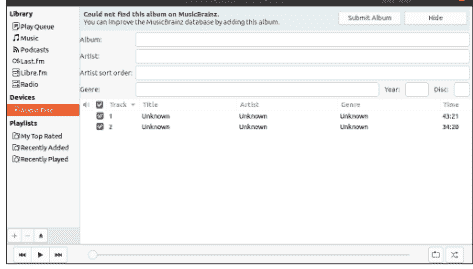 Library
Play Queue
Music
Podcasts
Last.fm
Libre.fm
Radio
Devices
Audio Disc
Playlists
My Top Rated
Recently Added
Recently Played
Could not find this album on MusicBrainz.
You can improve the MusicBrainz database by adding this album.
Submit Album
Hide
Album:
Artist:
Artist sort order:
Genre:
Year:
Disc:
Track Title Artist Genre Time
1 Unknown Unknown Unknown 43:21
2 Unknown Unknown Unknown 34:20